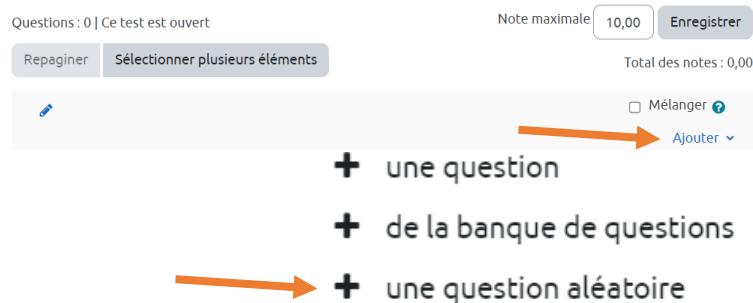 Questions : 0 | Ce test est ouvert
Note maximale 10,00 Enregistrer
Repaginer Sélectionner plusieurs éléments
Total des notes : 0,00
Mélanger ?
Ajouter
+ une question
+ de la banque de questions
+ une question aléatoire